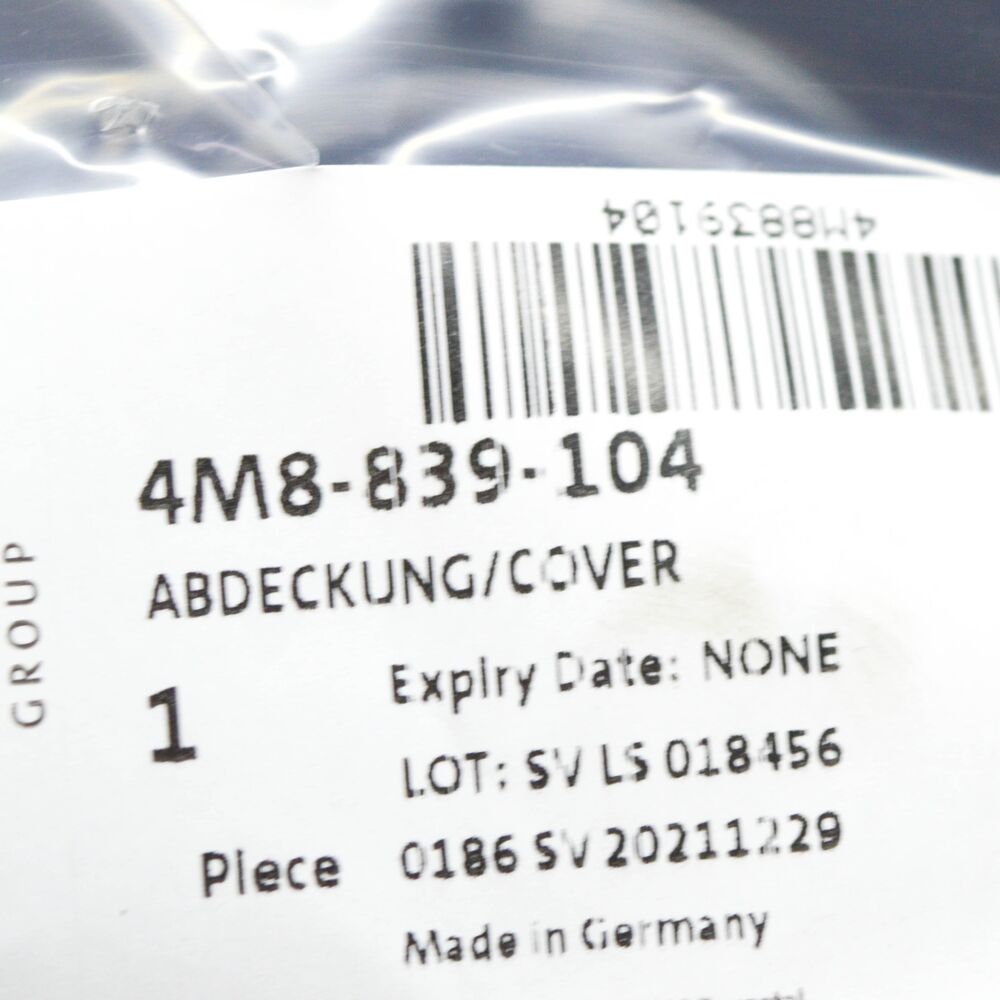 4M8839104
4M8-839-104
ABDECKUNG/COVER
GROUP
Expiry Date: NONE
1
LOT: SV LS 018456
Piece
0186 SV 20211229
Made in Germany